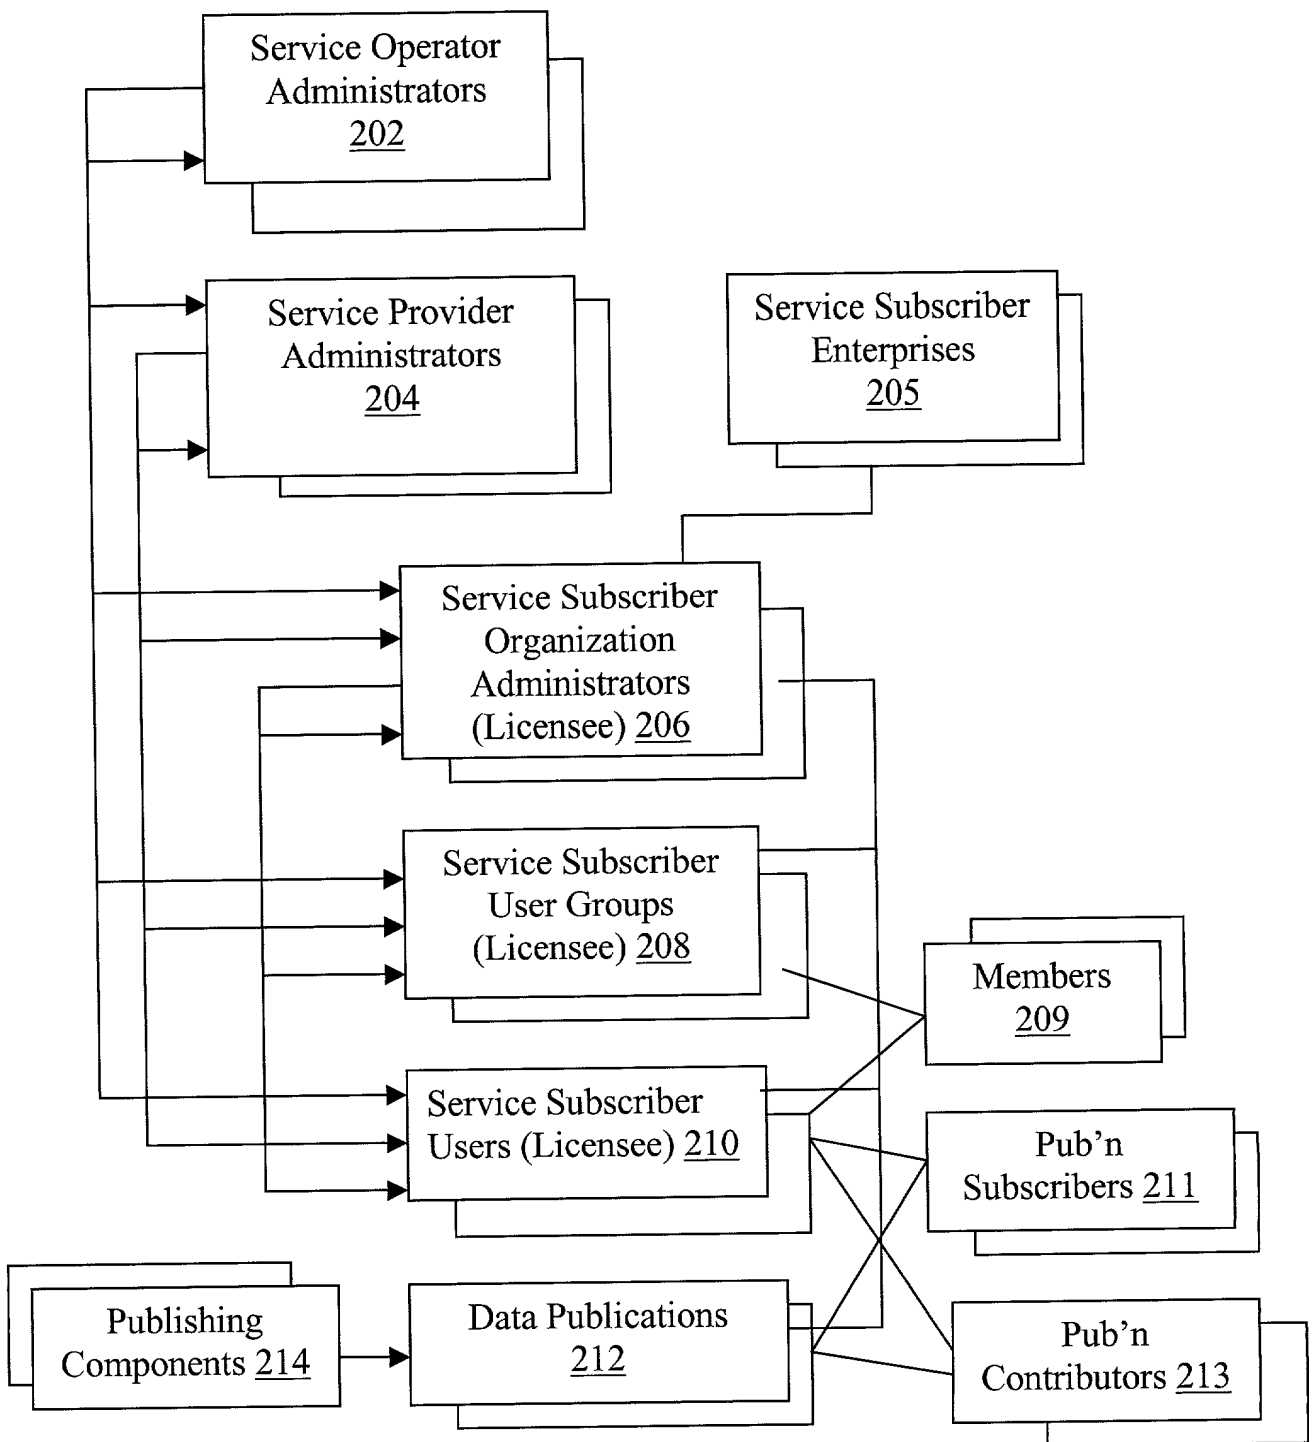 Service Operator
Administrators
202
Service Provider
Administrators
204
Service Subscriber
Enterprises
205
Service Subscriber
Organization
Administrators
(Licensee) 206
Service Subscriber
User Groups
(Licensee) 208
Members
209
Service Subscriber
Users (Licensee) 210
Pub'n
Subscribers 211
Publishing
Components 214
Data Publications
212
Pub'n
Contributors 213